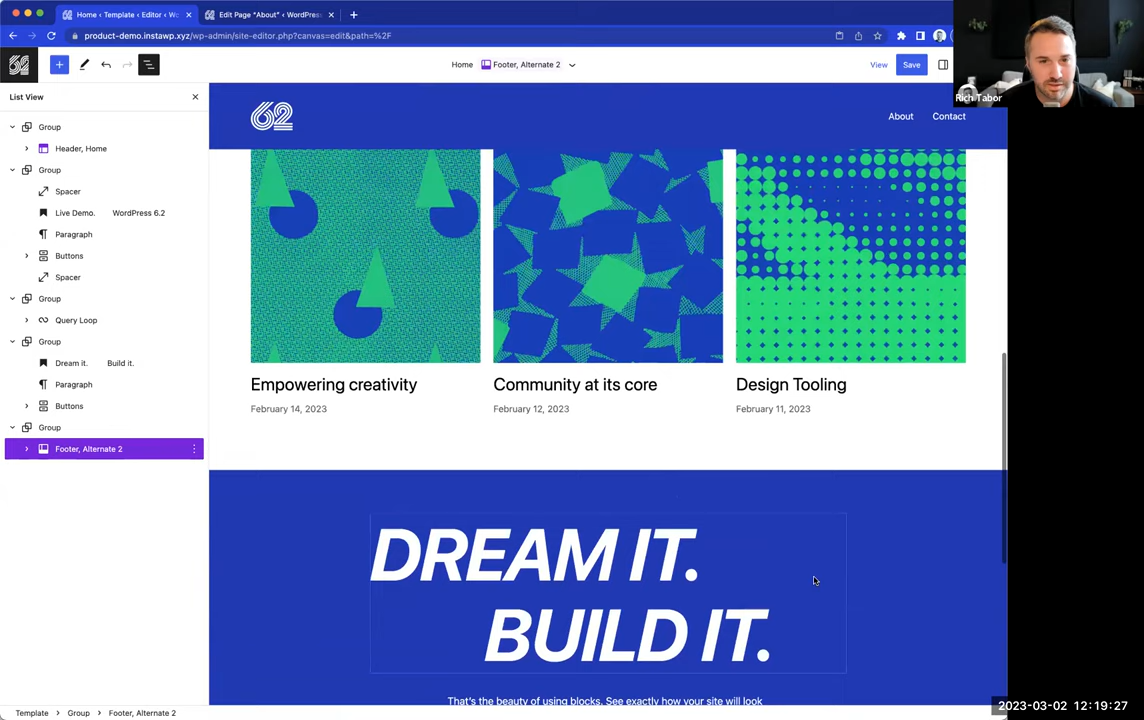 Home ‹ Template ‹ Editor ‹ W
Edit Page "About" ‹ WordPress
product-demo.instawp.xyz/wp-admin/site-editor.php?canvas=edit&path=%2F
Home
Footer, Alternate 2
View
Save
Rich Tabor
List View
Group
Header, Home
Group
Spacer
Live Demo. WordPress 6.2
Paragraph
Buttons
Spacer
Group
Query Loop
Group
Dream it. Build it.
Paragraph
Buttons
Group
Footer, Alternate 2
62
About
Contact
Empowering creativity
February 14, 2023
Community at its core
February 12, 2023
Design Tooling
February 11, 2023
DREAM IT.
BUILD IT.
That's the beauty of using blocks. See exactly how your site will look
Template > Group > Footer, Alternate 2
2023-03-02 12:19:27